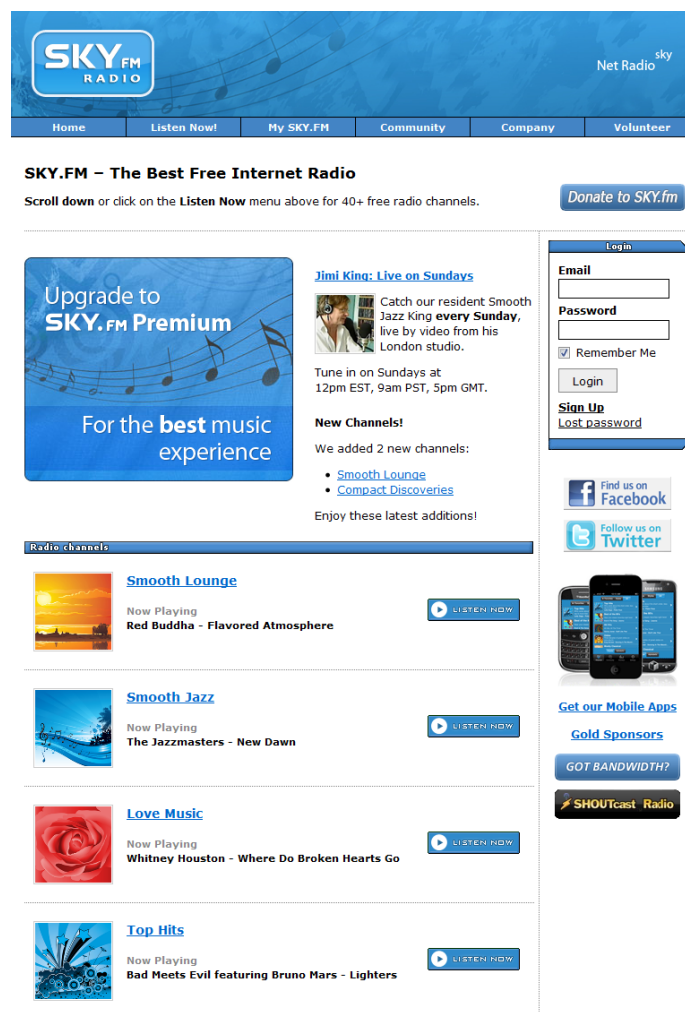 SKY FM
RADIO
Net Radio sky
Home Listen Now! My SKY.FM Community Company Volunteer
SKY.FM – The Best Free Internet Radio
Scroll down or click on the Listen Now menu above for 40+ free radio channels.
Donate to SKY.fm
Upgrade to
SKY.FM Premium
For the best music
experience
Jimi King: Live on Sundays
Catch our resident Smooth
Jazz King every Sunday,
live by video from his
London studio.
Tune in on Sundays at
12pm EST, 9am PST, 5pm GMT.
New Channels!
We added 2 new channels:
Smooth Lounge
Compact Discoveries
Enjoy these latest additions!
Login
Email
Password
Remember Me
Login
Sign Up
Lost password
Find us on
Facebook
Follow us on
Twitter
Get our Mobile Apps
Gold Sponsors
GOT BANDWIDTH?
SHOUTcast Radio
Radio channels
Smooth Lounge
Now Playing
Red Buddha - Flavored Atmosphere
LISTEN NOW
Smooth Jazz
Now Playing
The Jazzmasters - New Dawn
LISTEN NOW
Love Music
Now Playing
Whitney Houston - Where Do Broken Hearts Go
LISTEN NOW
Top Hits
Now Playing
Bad Meets Evil featuring Bruno Mars - Lighters
LISTEN NOW